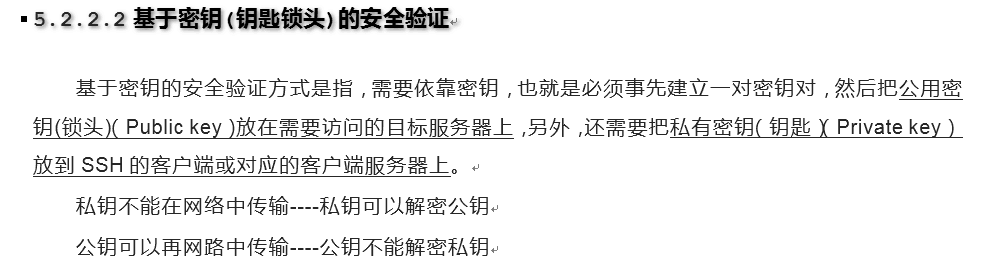 5.2.2.2 基于密钥(钥匙锁头)的安全验证
基于密钥的安全验证方式是指,需要依靠密钥,也就是必须事先建立一对密钥对,然后把公用密
钥(锁头)( Public key )放在需要访问的目标服务器上,另外,还需要把私有密钥( 钥匙 )( Private key )
放到 SSH 的客户端或对应的客户端服务器上。
私钥不能在网络中传输----私钥可以解密公钥
公钥可以再网路中传输----公钥不能解密私钥